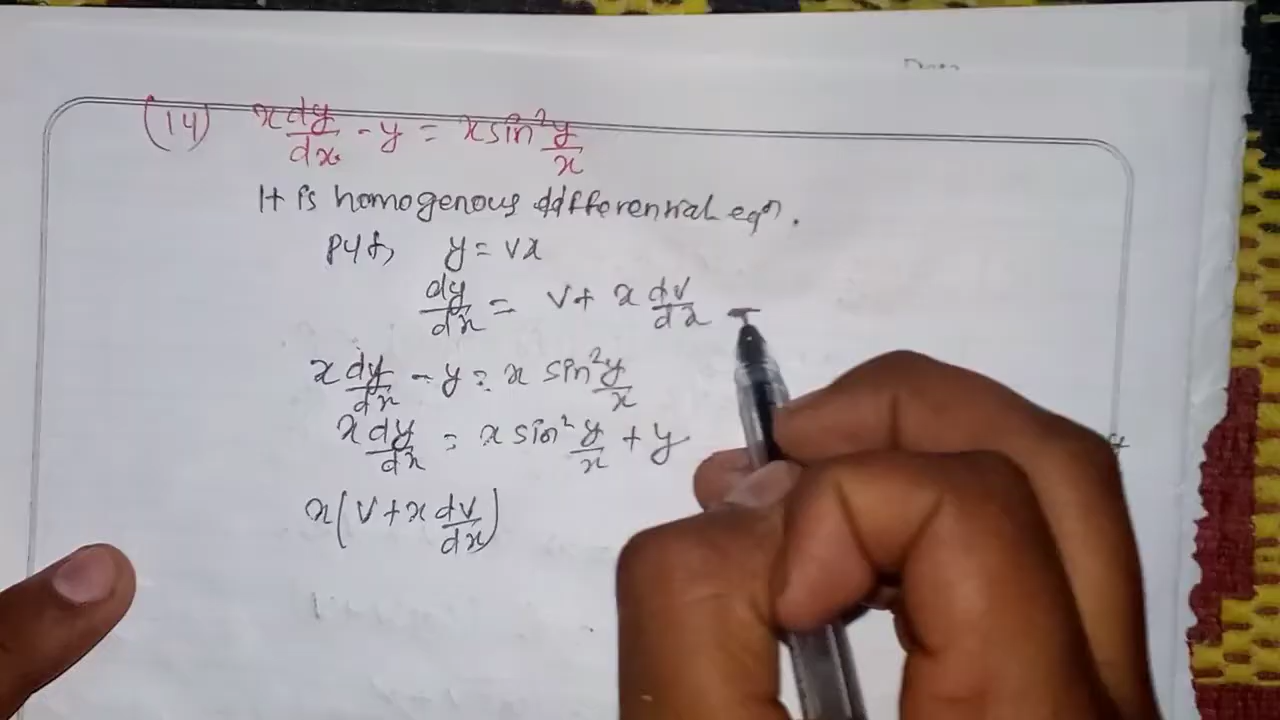 (14) x dy/dx - y = x sin² y/x
It is homogenous differential eqn.
Put, y = vx
dy/dx = v + x dv/dx
x dy/dx - y = x sin² y/x
x dy/dx = x sin² y/x + y
x(v + x dv/dx)